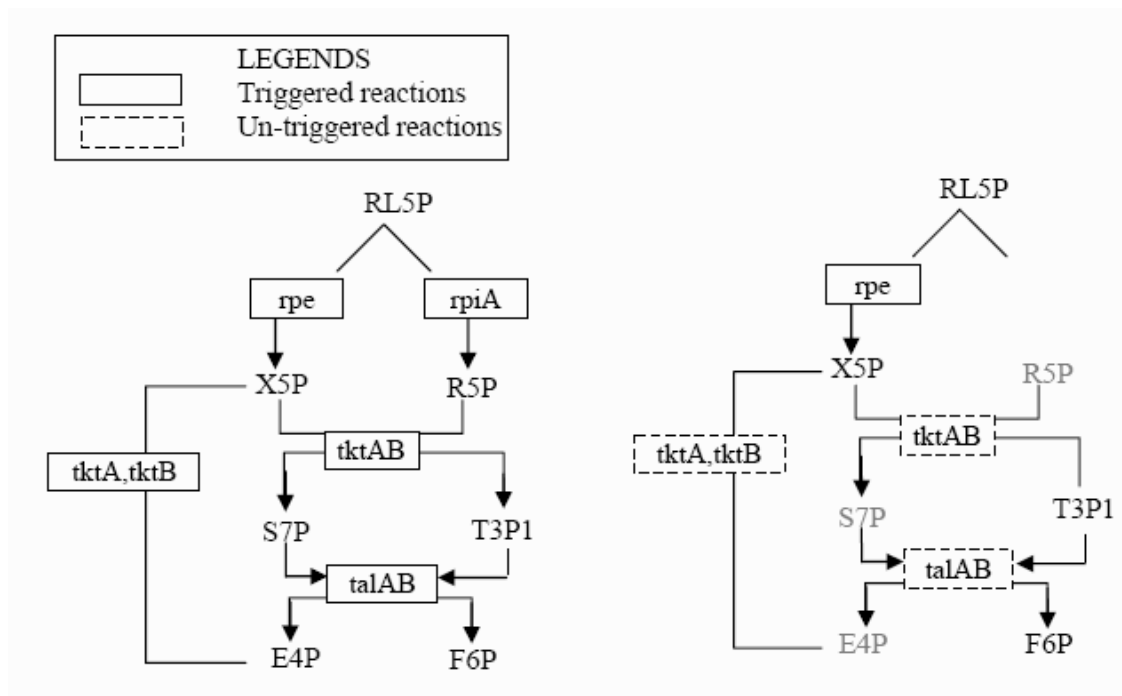 LEGENDS
Triggered reactions
Un-triggered reactions
RL5P
rpe
rpiA
X5P
R5P
tktAB
tktA,tktB
S7P
T3P1
talAB
E4P
F6P
RL5P
rpe
X5P
R5P
tktAB
tktA,tktB
S7P
T3P1
talAB
E4P
F6P